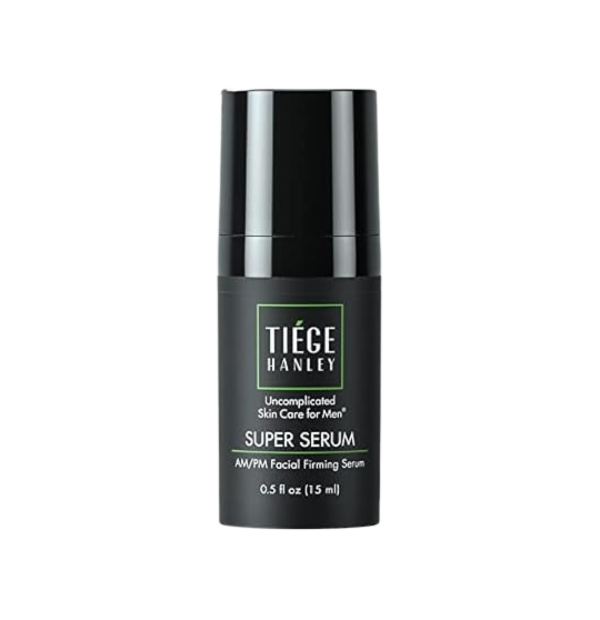 TIÉGE
HANLEY
Uncomplicated
Skin Care for Men®
SUPER SERUM
AM/PM Facial Firming Serum
0.5 fl oz (15 ml)